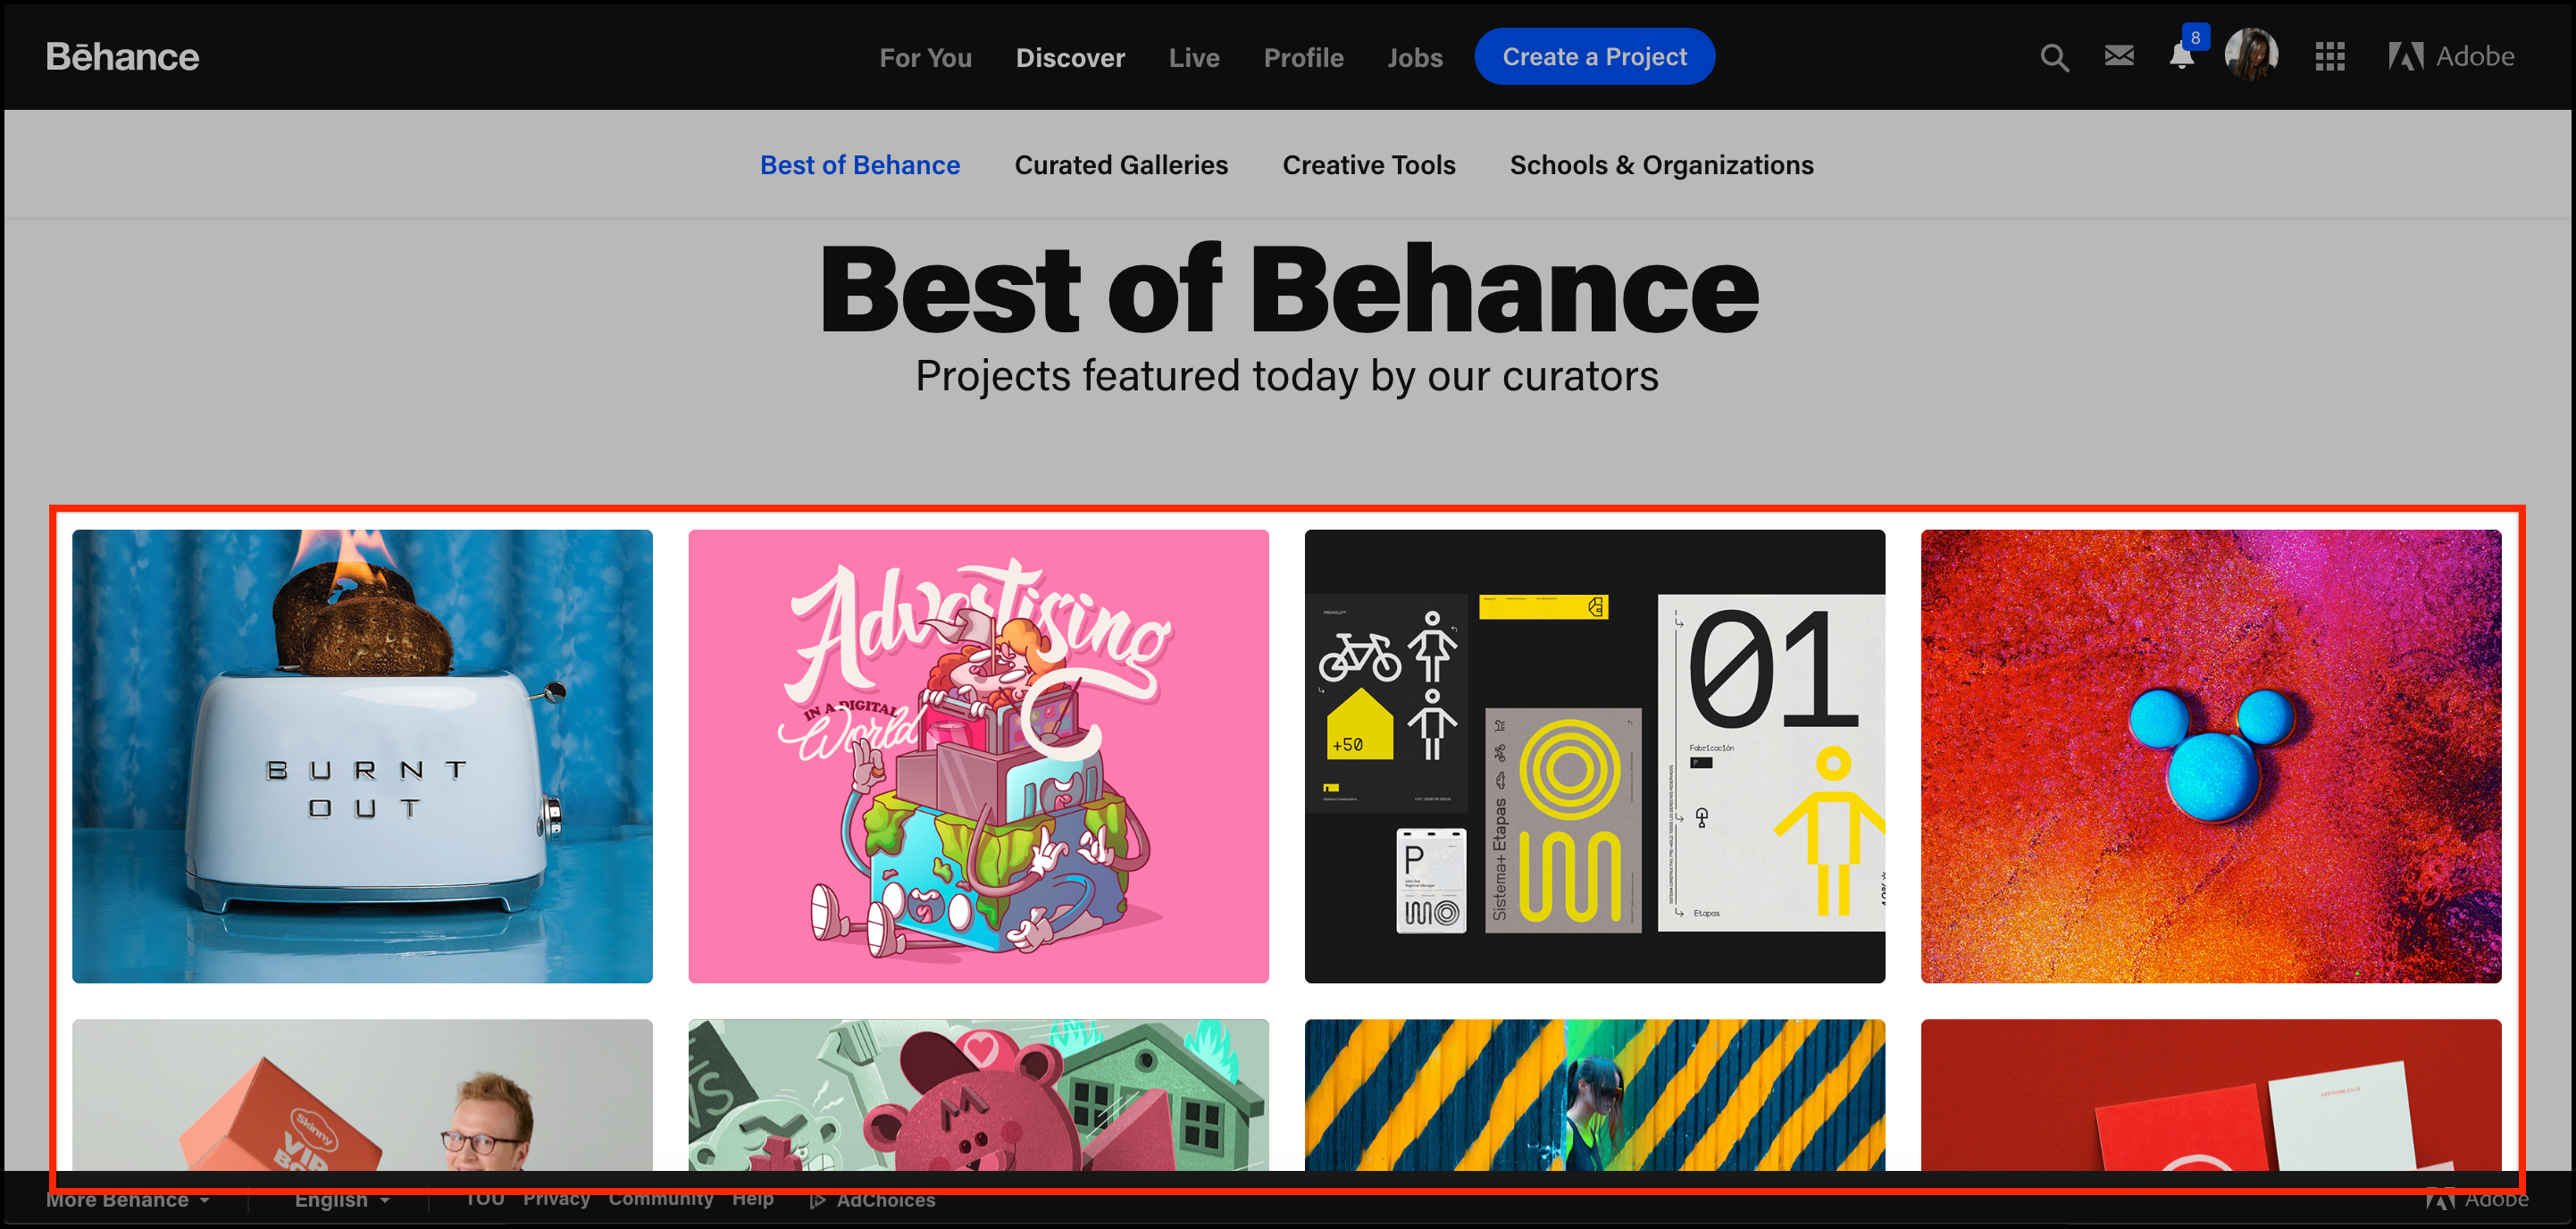 Bēhance
For You Discover Live Profile Jobs Create a Project
8
Adobe
Best of Behance Curated Galleries Creative Tools Schools & Organizations
Best of Behance
Projects featured today by our curators
BURNT
OUT
Advertising
IN A DIGITAL
World
+50
P
Sistema+ Etapas
01
Fabricación
P
Etapas
Skinny
VIP
More Behance English TOU Privacy Community Help AdChoices
Adobe